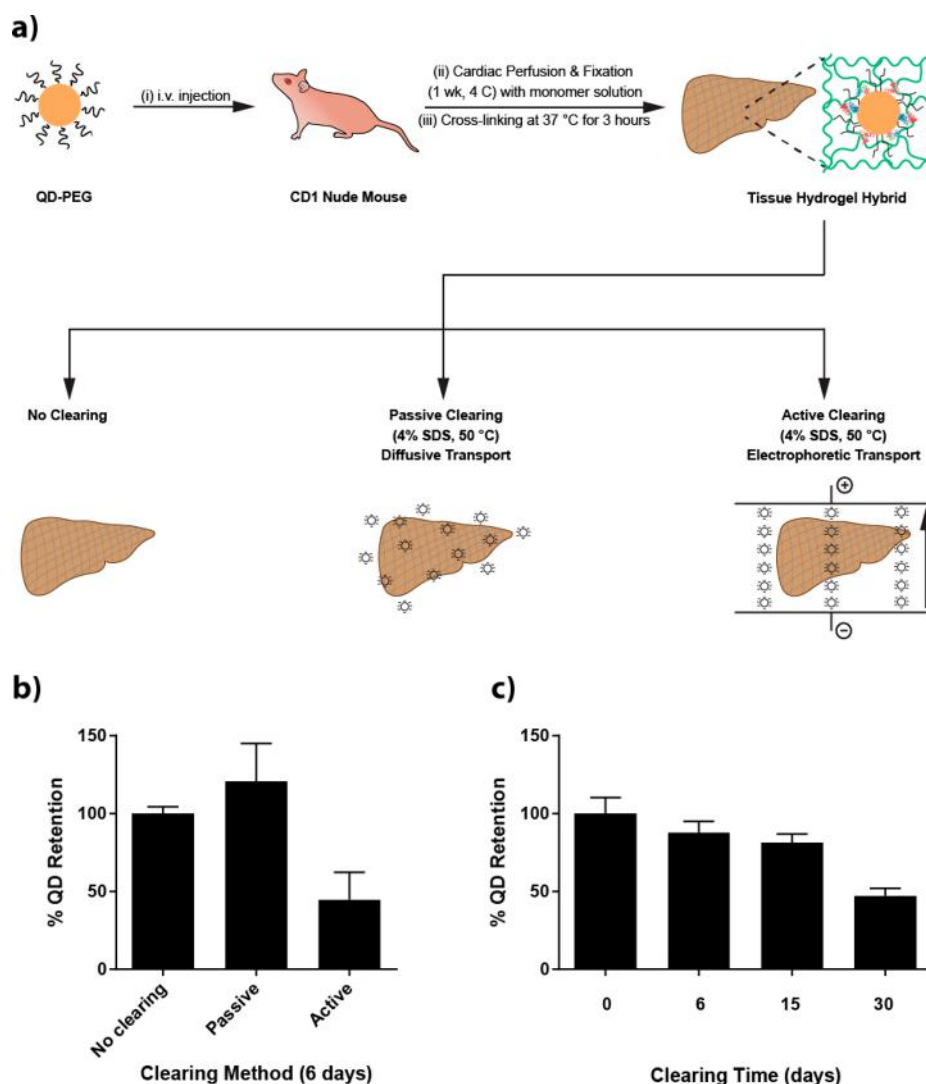 a)
(i) i.v. injection
(ii) Cardiac Perfusion & Fixation
(1 wk, 4 C) with monomer solution
(iii) Cross-linking at 37 °C for 3 hours
QD-PEG
CD1 Nude Mouse
Tissue Hydrogel Hybrid
No Clearing
Passive Clearing
(4% SDS, 50 °C)
Diffusive Transport
Active Clearing
(4% SDS, 50 °C)
Electrophoretic Transport
+
−
b)
% QD Retention
150
100
50
0
No clearing
Passive
Active
Clearing Method (6 days)
c)
% QD Retention
150
100
50
0
0 6 15 30
Clearing Time (days)